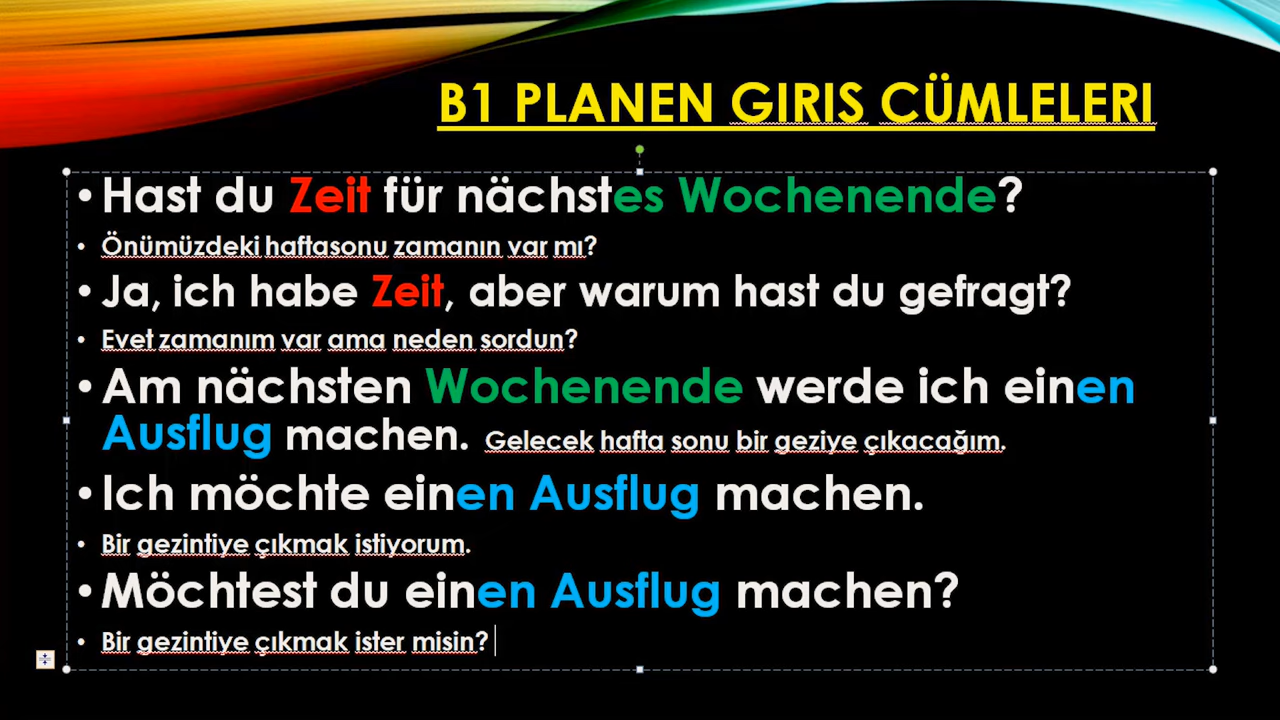 B1 PLANEN GIRIS CÜMLELERI
• Hast du Zeit für nächstes Wochenende?
• Önümüzdeki haftasonu zamanın var mı?
• Ja, ich habe Zeit, aber warum hast du gefragt?
• Evet zamanım var ama neden sordun?
• Am nächsten Wochenende werde ich einen
Ausflug machen. Gelecek hafta sonu bir geziye çıkacağım.
• Ich möchte einen Ausflug machen.
• Bir gezintiye çıkmak istiyorum.
• Möchtest du einen Ausflug machen?
• Bir gezintiye çıkmak ister misin?